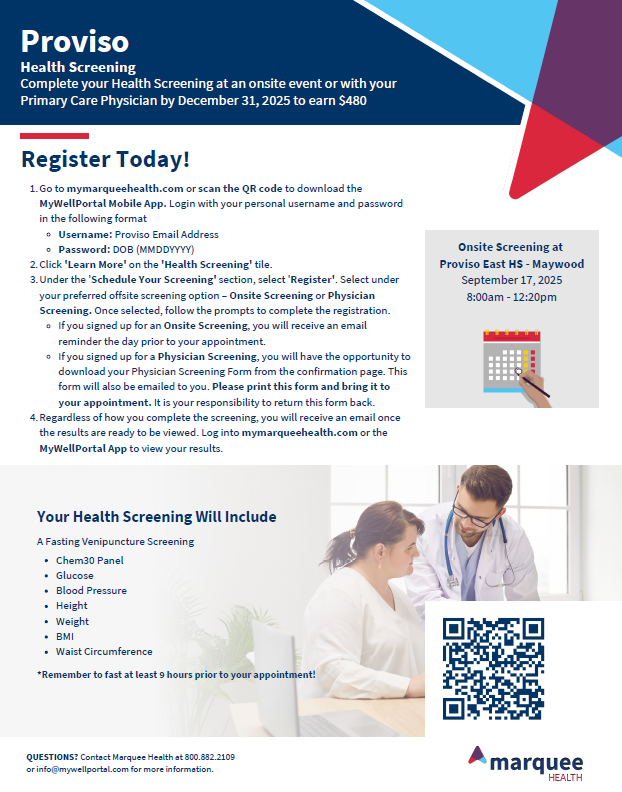 Proviso
Health Screening
Complete your Health Screening at an onsite event or with your
Primary Care Physician by December 31, 2025 to earn $480
Register Today!
1. Go to mymarqueehealth.com or scan the QR code to download the
MyWellPortal Mobile App. Login with your personal username and password
in the following format
Username: Proviso Email Address
Password: DOB (MMDDYYYY)
2. Click 'Learn More' on the 'Health Screening' tile.
3. Under the 'Schedule Your Screening' section, select 'Register'. Select under
your preferred offsite screening option – Onsite Screening or Physician
Screening. Once selected, follow the prompts to complete the registration.
If you signed up for an Onsite Screening, you will receive an email
reminder the day prior to your appointment.
If you signed up for a Physician Screening, you will have the opportunity to
download your Physician Screening Form from the confirmation page. This
form will also be emailed to you. Please print this form and bring it to
your appointment. It is your responsibility to return this form back.
4. Regardless of how you complete the screening, you will receive an email once
the results are ready to be viewed. Log into mymarqueehealth.com or the
MyWellPortal App to view your results.
Onsite Screening at
Proviso East HS - Maywood
September 17, 2025
8:00am - 12:20pm
Your Health Screening Will Include
A Fasting Venipuncture Screening
Chem30 Panel
Glucose
Blood Pressure
Height
Weight
BMI
Waist Circumference
*Remember to fast at least 9 hours prior to your appointment!
QUESTIONS? Contact Marquee Health at 800.882.2109
or info@mywellportal.com for more information.
marquee
HEALTH